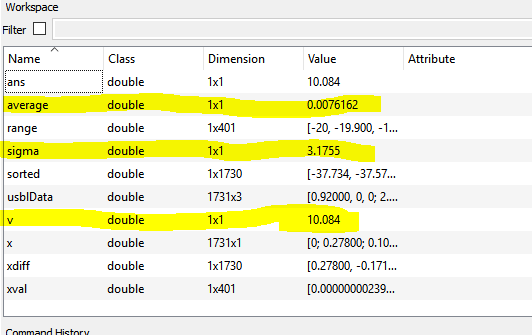 Workspace
Filter
Name Class Dimension Value Attribute
ans double 1x1 10.084
average double 1x1 0.0076162
range double 1x401 [-20, -19.900, -1...
sigma double 1x1 3.1755
sorted double 1x1730 [-37.734, -37.57...
usblData double 1731x3 [0.92000, 0, 0; 2....
v double 1x1 10.084
x double 1731x1 [0; 0.27800; 0.10...
xdiff double 1x1730 [0.27800, -0.171...
xval double 1x401 [0.00000000239...
Command History